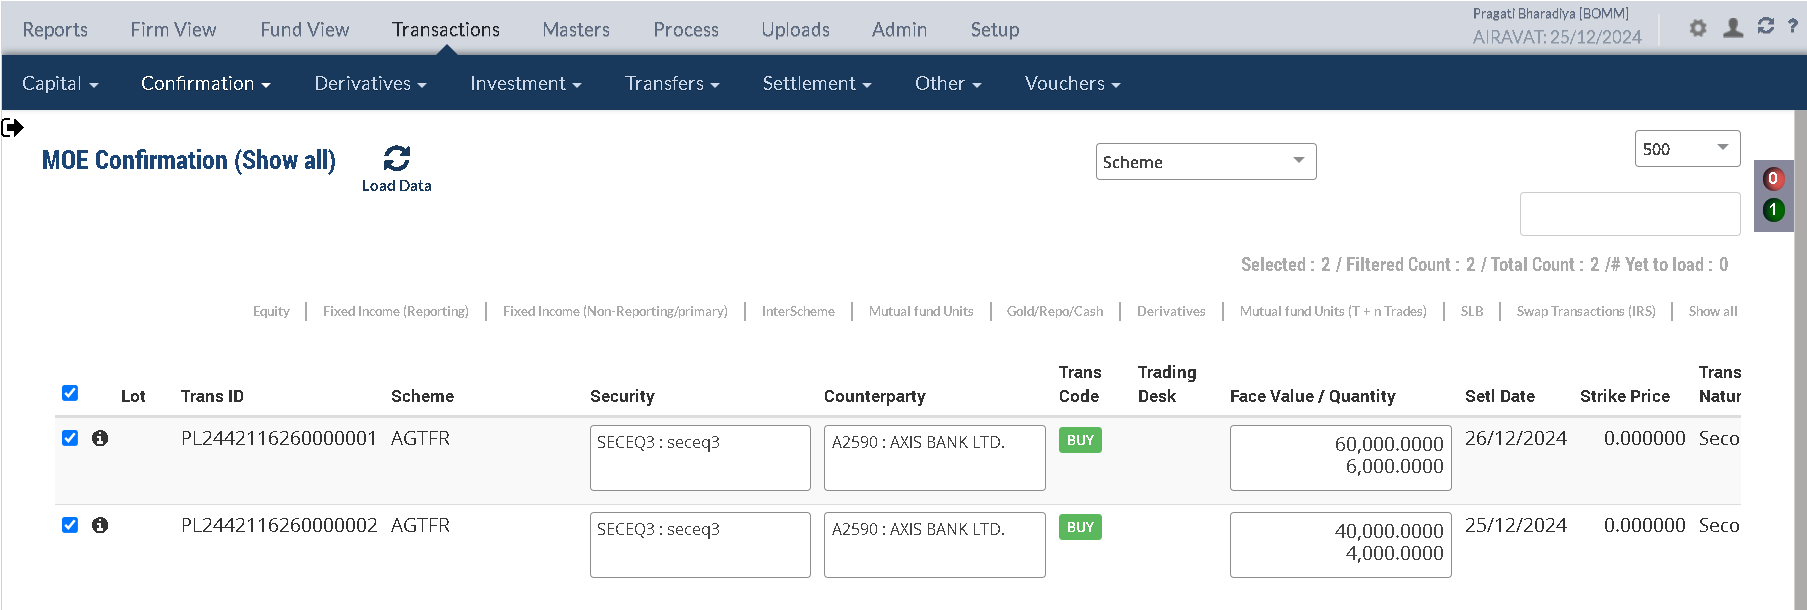 Reports Firm View Fund View Transactions Masters Process Uploads Admin Setup
Pragati Bharadiya [BOMM]
AIRAVAT: 25/12/2024
?
Capital Confirmation Derivatives Investment Transfers Settlement Other Vouchers
MOE Confirmation (Show all)
Load Data
Scheme
500
0
1
Selected : 2 / Filtered Count : 2 / Total Count : 2 /# Yet to load : 0
Equity | Fixed Income (Reporting) | Fixed Income (Non-Reporting/primary) | InterScheme | Mutual fund Units | Gold/Repo/Cash | Derivatives | Mutual fund Units (T + n Trades) | SLB | Swap Transactions (IRS) | Show all
Lot Trans ID Scheme Security Counterparty Trans Code Trading Desk Face Value / Quantity Setl Date Strike Price Trans Natur
PL2442116260000001 AGTFR SECEQ3 : seceq3 A2590 : AXIS BANK LTD. BUY 60,000.0000 26/12/2024 0.000000 Seco
6,000.0000
PL2442116260000002 AGTFR SECEQ3 : seceq3 A2590 : AXIS BANK LTD. BUY 40,000.0000 25/12/2024 0.000000 Seco
4,000.0000